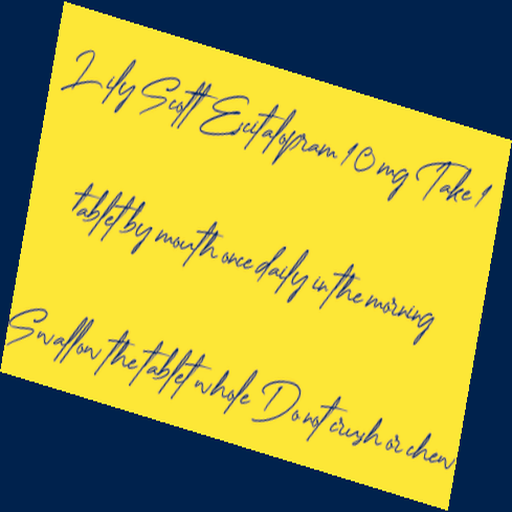 Lily Scott Escitalopram 10 mg Take 1
tablet by mouth once daily in the morning
Swallow the tablet whole Do not crush or chew